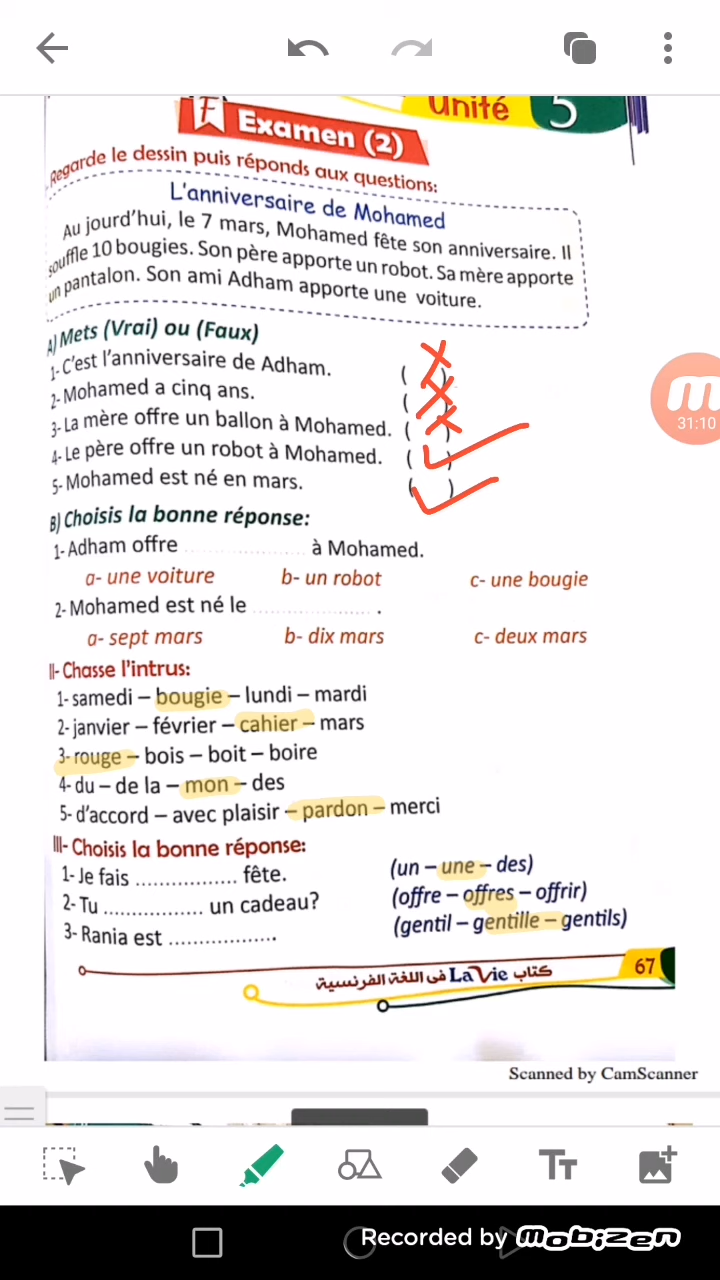 Unité 5
F Examen (2)
Regarde le dessin puis réponds aux questions:
L'anniversaire de Mohamed
Au jourd'hui, le 7 mars, Mohamed fête son anniversaire. Il
souffle 10 bougies. Son père apporte un robot. Sa mère apporte
un pantalon. Son ami Adham apporte une voiture.
A) Mets (Vrai) ou (Faux)
1- C'est l'anniversaire de Adham. ( )
2- Mohamed a cinq ans. ( )
3- La mère offre un ballon à Mohamed. ( )
4- Le père offre un robot à Mohamed. ( )
5- Mohamed est né en mars. ( )
31:10
B) Choisis la bonne réponse:
1- Adham offre .................... à Mohamed.
a- une voiture b- un robot c- une bougie
2- Mohamed est né le .................... .
a- sept mars b- dix mars c- deux mars
II- Chasse l'intrus:
1- samedi – bougie – lundi – mardi
2- janvier – février – cahier – mars
3- rouge – bois – boit – boire
4- du – de la – mon – des
5- d'accord – avec plaisir – pardon – merci
III- Choisis la bonne réponse:
1- Je fais ................. fête. (un – une – des)
2- Tu ................. un cadeau? (offre – offres – offrir)
3- Rania est ................. (gentil – gentille – gentils)
كتاب La Vie فى اللغة الفرنسية 67
Scanned by CamScanner
TT
Recorded by mobizen